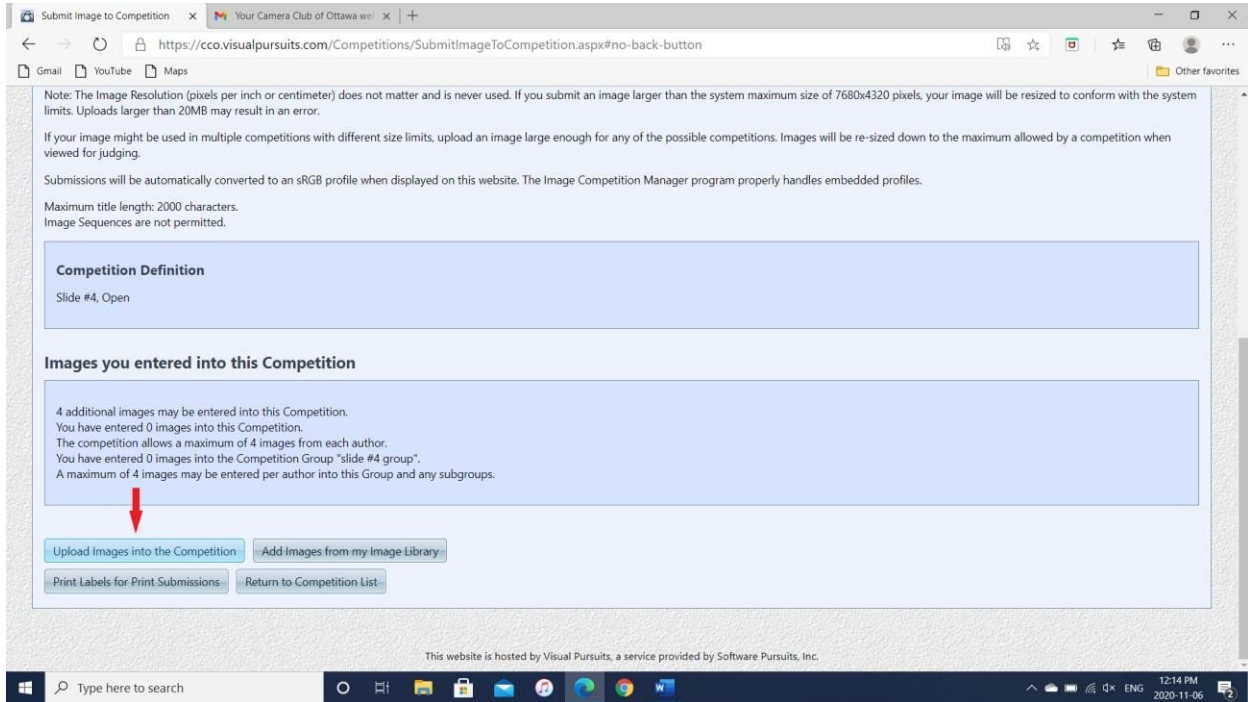 Submit Image to Competition
Your Camera Club of Ottawa wel
https://cco.visualpursuits.com/Competitions/SubmitImageToCompetition.aspx#no-back-button
Gmail YouTube Maps Other favorites
Note: The Image Resolution (pixels per inch or centimeter) does not matter and is never used. If you submit an image larger than the system maximum size of 7680x4320 pixels, your image will be resized to conform with the system
limits. Uploads larger than 20MB may result in an error.
If your image might be used in multiple competitions with different size limits, upload an image large enough for any of the possible competitions. Images will be re-sized down to the maximum allowed by a competition when
viewed for judging.
Submissions will be automatically converted to an sRGB profile when displayed on this website. The Image Competition Manager program properly handles embedded profiles.
Maximum title length: 2000 characters.
Image Sequences are not permitted.
Competition Definition
Slide #4, Open
Images you entered into this Competition
4 additional images may be entered into this Competition.
You have entered 0 images into this Competition.
The competition allows a maximum of 4 images from each author.
You have entered 0 images into the Competition Group "slide #4 group".
A maximum of 4 images may be entered per author into this Group and any subgroups.
Upload Images into the Competition Add Images from my Image Library
Print Labels for Print Submissions Return to Competition List
This website is hosted by Visual Pursuits, a service provided by Software Pursuits, Inc.
Type here to search
ENG
12:14 PM
2020-11-06
2